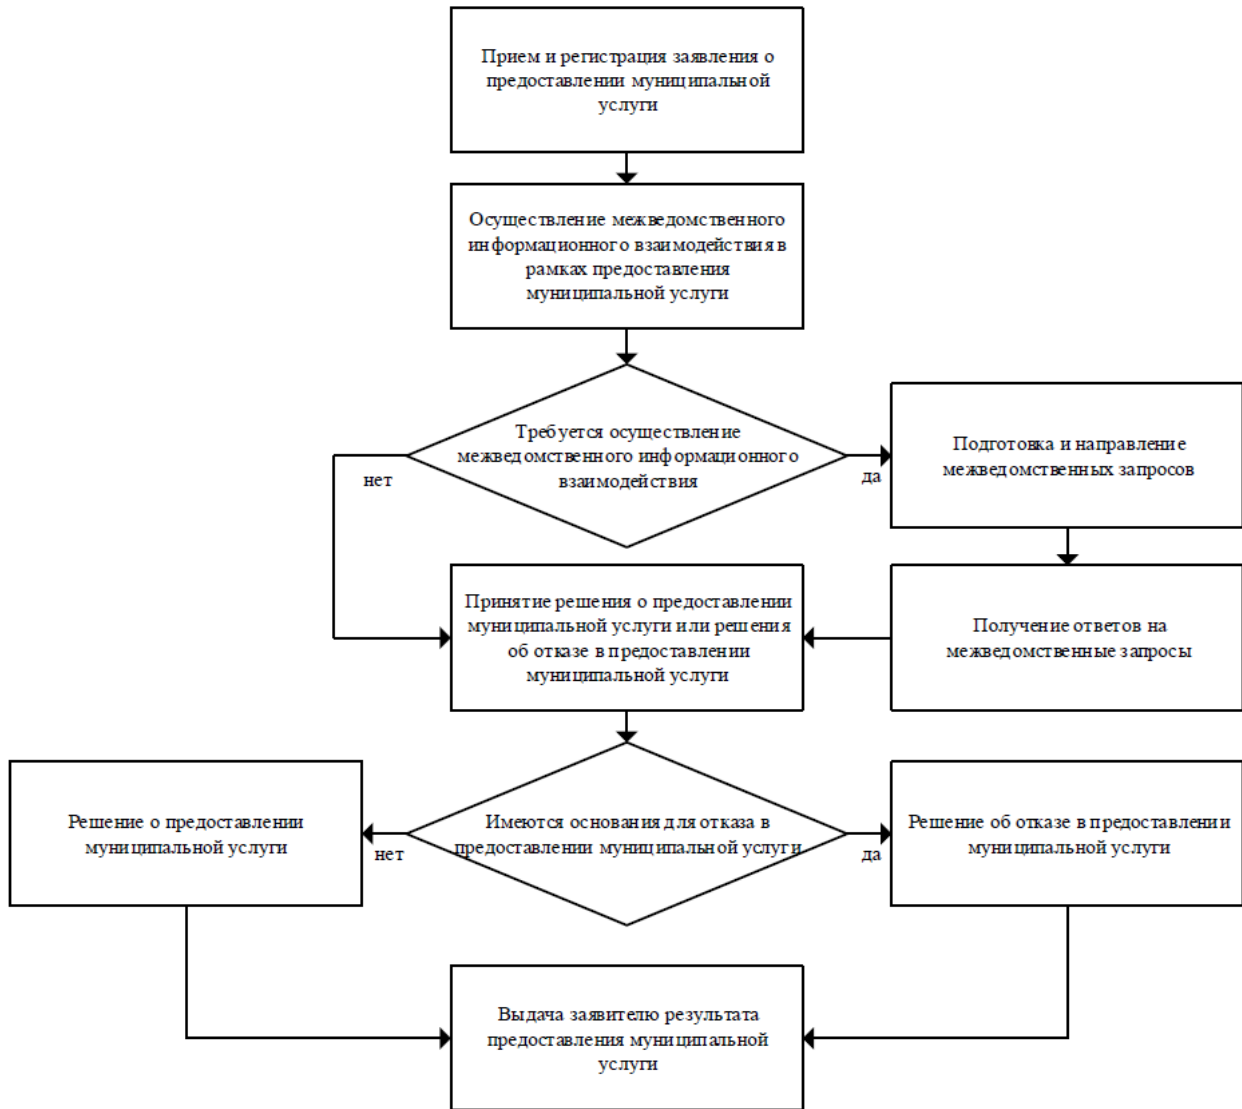 Прием и регистрация заявления о
предоставлении муниципальной
услуги
Осуществление межведомственного
информационного взаимодействия в
рамках предоставления
муниципальной услуги
Требуется осуществление
межведомственного информационного
взаимодействия
нет
да
Подготовка и направление
межведомственных запросов
Принятие решения о предоставлении
муниципальной услуги или решения
об отказе в предоставлении
муниципальной услуги
Получение ответов на
межведомственные запросы
Решение о предоставлении
муниципальной услуги
нет
Имеются основания для отказа в
предоставлении муниципальной услуги
да
Решение об отказе в предоставлении
муниципальной услуги
Выдача заявителю результата
предоставления муниципальной
услуги